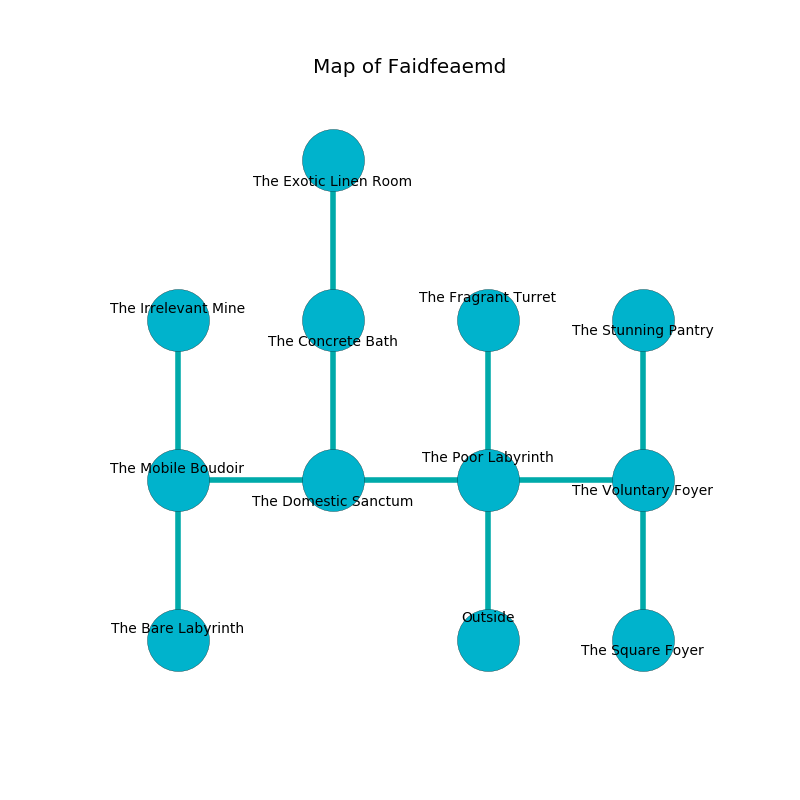 Map of Faidfeaemd
The Exotic Linen Room
The Fragrant Turret
The Irrelevant Mine
The Stunning Pantry
The Concrete Bath
The Poor Labyrinth
The Mobile Boudoir
The Voluntary Foyer
The Domestic Sanctum
Outside
The Bare Labyrinth
The Square Foyer